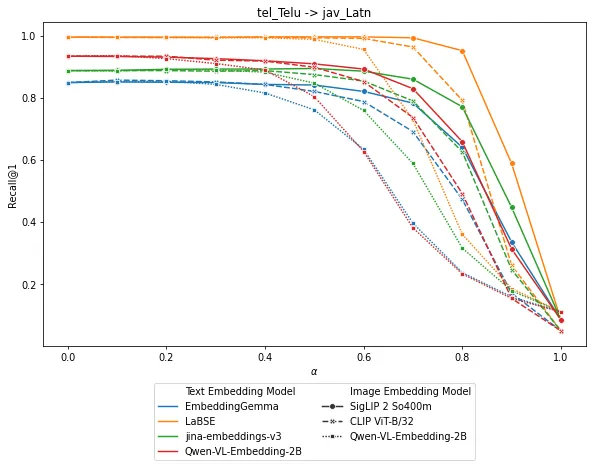 tel_Telu -> jav_Latn
Recall@1
1.0
0.8
0.6
0.4
0.2
0.0
0.2
0.4
0.6
0.8
1.0
α
Text Embedding Model
EmbeddingGemma
LaBSE
jina-embeddings-v3
Qwen-VL-Embedding-2B
Image Embedding Model
SigLIP 2 So400m
CLIP ViT-B/32
Qwen-VL-Embedding-2B